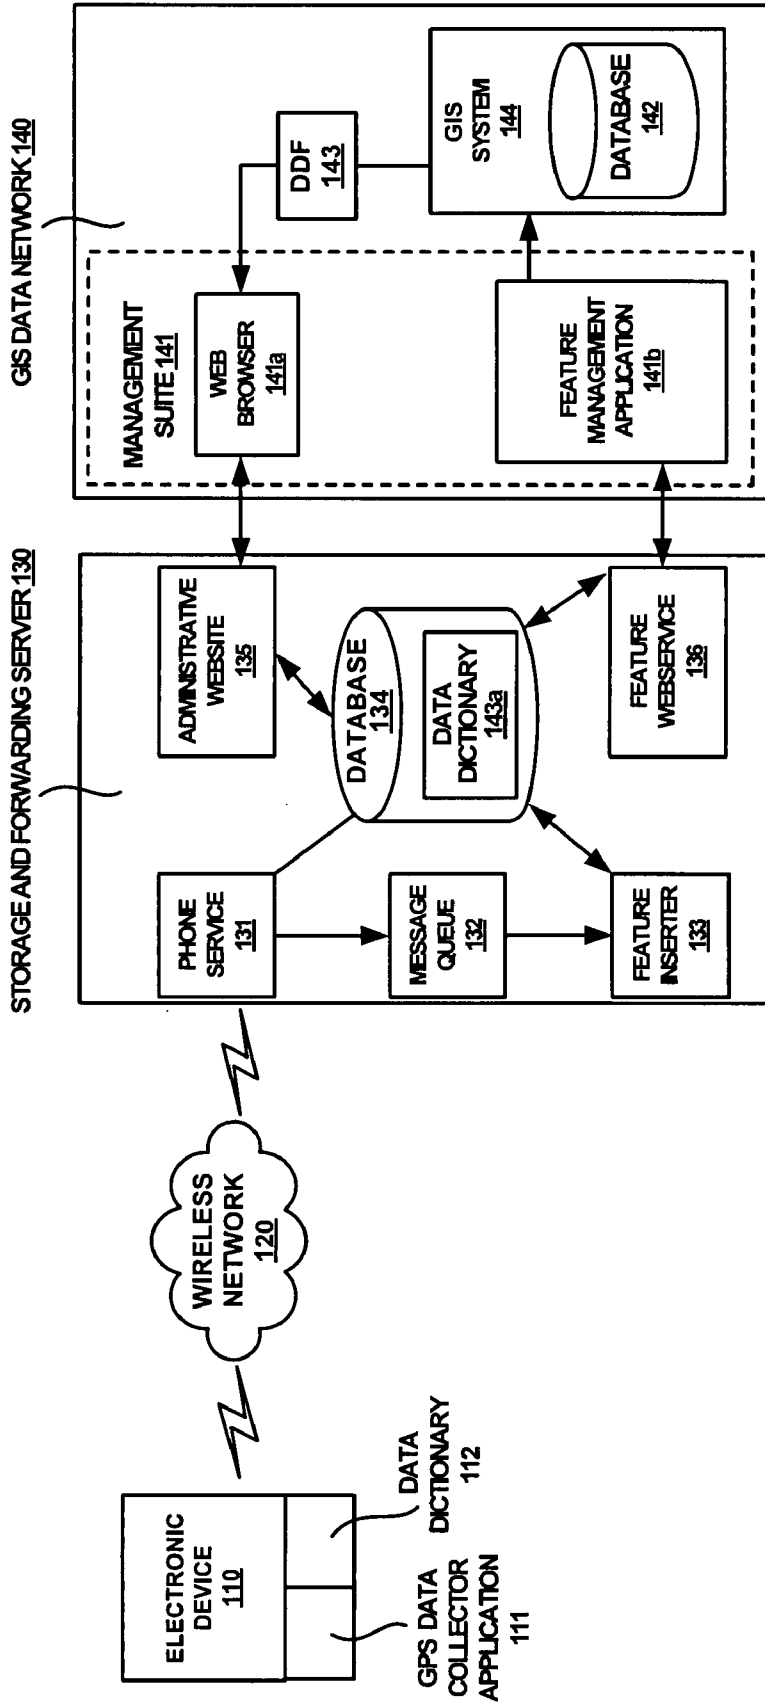 ELECTRONIC
DEVICE
110
GPS DATA
COLLECTOR
APPLICATION
111
DATA
DICTIONARY
112
WIRELESS
NETWORK
120
STORAGE AND FORWARDING SERVER 130
PHONE
SERVICE
131
MESSAGE
QUEUE
132
FEATURE
INSERTER
133
ADMINISTRATIVE
WEBSITE
135
DATABASE
134
DATA
DICTIONARY
143a
FEATURE
WEBSERVICE
136
GIS DATA NETWORK 140
MANAGEMENT
SUITE 141
WEB
BROWSER
141a
FEATURE
MANAGEMENT
APPLICATION
141b
DDF
143
GIS
SYSTEM
144
DATABASE
142